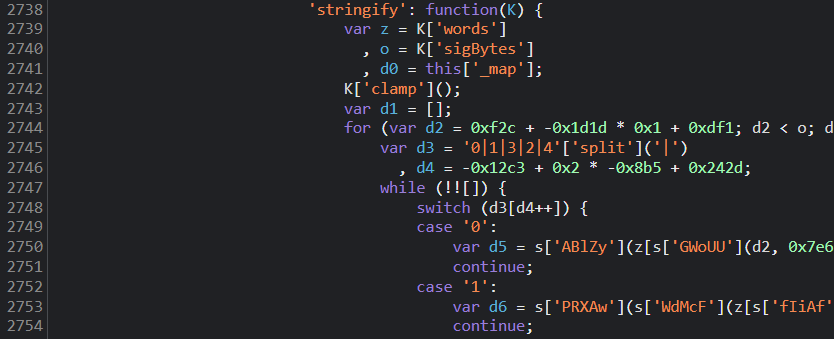 2738 'stringify': function(K) {
2739 var z = K['words']
2740 , o = K['sigBytes']
2741 , d0 = this['_map'];
2742 K['clamp']();
2743 var d1 = [];
2744 for (var d2 = 0xf2c + -0x1d1d * 0x1 + 0xdf1; d2 < o; d
2745 var d3 = '0|1|3|2|4'['split']('|')
2746 , d4 = -0x12c3 + 0x2 * -0x8b5 + 0x242d;
2747 while (!![]) {
2748 switch (d3[d4++]) {
2749 case '0':
2750 var d5 = s['ABlZy'](z[s['GWoUU'](d2, 0x7e6
2751 continue;
2752 case '1':
2753 var d6 = s['PRXAw'](s['WdMcF'](z[s['fIiAf'
2754 continue;